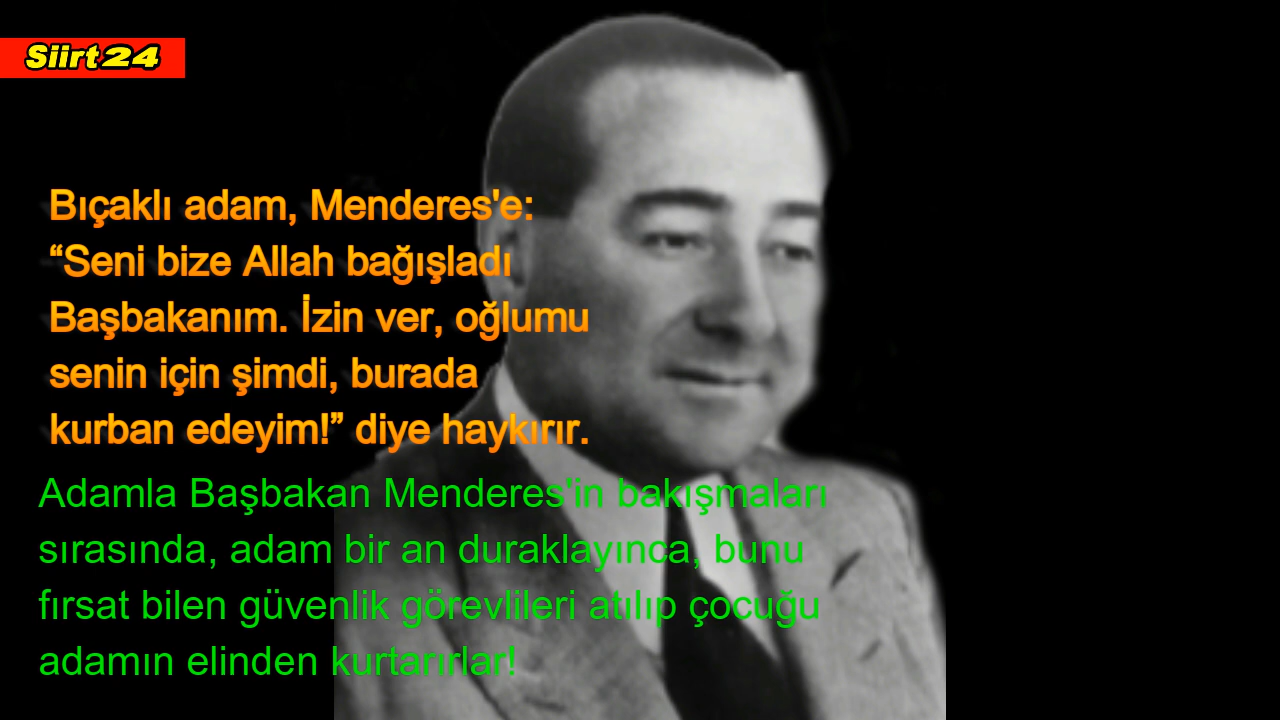 Siirt24
Bıçaklı adam, Menderes'e:
“Seni bize Allah bağışladı
Başbakanım. İzin ver, oğlumu
senin için şimdi, burada
kurban edeyim!” diye haykırır.
Adamla Başbakan Menderes'in bakışmaları
sırasında, adam bir an duraklayınca, bunu
fırsat bilen güvenlik görevlileri atılıp çocuğu
adamın elinden kurtarırlar!